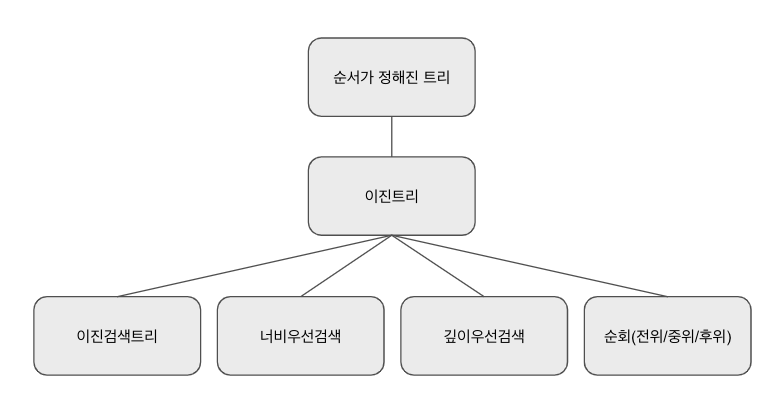 순서가 정해진 트리
이진트리
이진검색트리
너비우선검색
깊이우선검색
순회(전위/중위/후위)